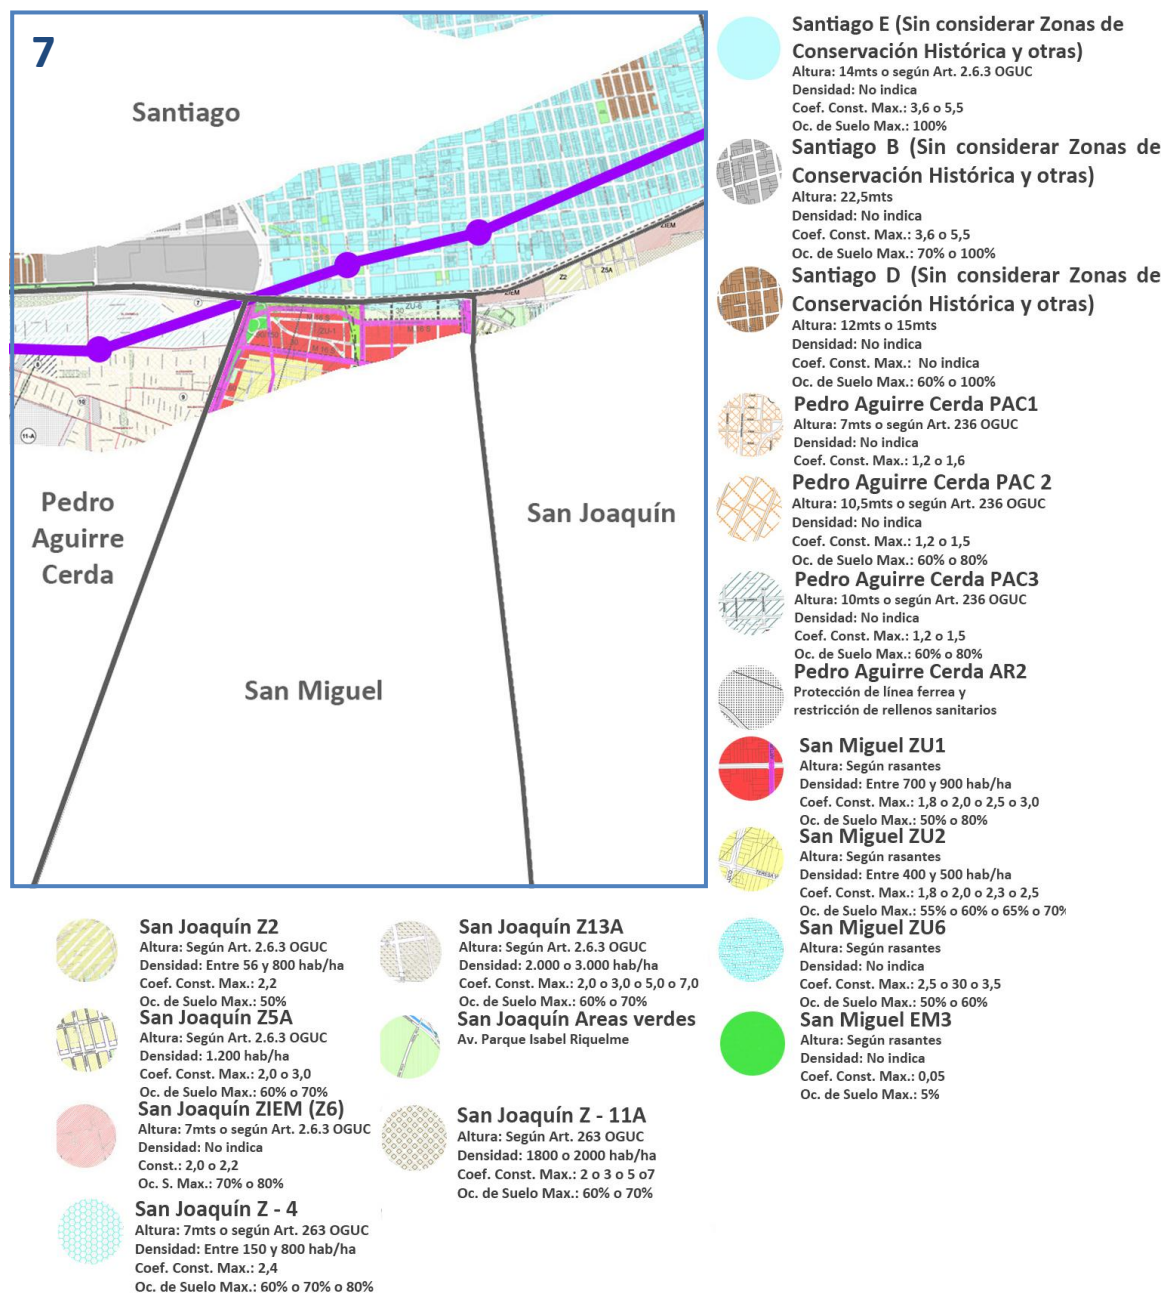 7
Santiago
Pedro
Aguirre
Cerda
San Joaquín
San Miguel
ZIEM
Z5A
Z2
ZIEM
ZU-6
30
ZU-1
30
7
9
10
11-A
Santiago E (Sin considerar Zonas de
Conservación Histórica y otras)
Altura: 14mts o según Art. 2.6.3 OGUC
Densidad: No indica
Coef. Const. Max.: 3,6 o 5,5
Oc. de Suelo Max.: 100%
Santiago B (Sin considerar Zonas de
Conservación Histórica y otras)
Altura: 22,5mts
Densidad: No indica
Coef. Const. Max.: 3,6 o 5,5
Oc. de Suelo Max.: 70% o 100%
Santiago D (Sin considerar Zonas de
Conservación Histórica y otras)
Altura: 12mts o 15mts
Densidad: No indica
Coef. Const. Max.: No indica
Oc. de Suelo Max.: 60% o 100%
Pedro Aguirre Cerda PAC1
Altura: 7mts o según Art. 236 OGUC
Densidad: No indica
Coef. Const. Max.: 1,2 o 1,6
Pedro Aguirre Cerda PAC 2
Altura: 10,5mts o según Art. 236 OGUC
Densidad: No indica
Coef. Const. Max.: 1,2 o 1,5
Oc. de Suelo Max.: 60% o 80%
Pedro Aguirre Cerda PAC3
Altura: 10mts o según Art. 236 OGUC
Densidad: No indica
Coef. Const. Max.: 1,2 o 1,5
Oc. de Suelo Max.: 60% o 80%
Pedro Aguirre Cerda AR2
Protección de línea ferrea y
restricción de rellenos sanitarios
San Miguel ZU1
Altura: Según rasantes
Densidad: Entre 700 y 900 hab/ha
Coef. Const. Max.: 1,8 o 2,0 o 2,5 o 3,0
Oc. de Suelo Max.: 50% o 80%
San Miguel ZU2
Altura: Según rasantes
Densidad: Entre 400 y 500 hab/ha
Coef. Const. Max.: 1,8 o 2,0 o 2,3 o 2,5
Oc. de Suelo Max.: 55% o 60% o 65% o 70%
San Miguel ZU6
Altura: Según rasantes
Densidad: No indica
Coef. Const. Max.: 2,5 o 30 o 3,5
Oc. de Suelo Max.: 50% o 60%
San Miguel EM3
Altura: Según rasantes
Densidad: No indica
Coef. Const. Max.: 0,05
Oc. de Suelo Max.: 5%
San Joaquín Z2
Altura: Según Art. 2.6.3 OGUC
Densidad: Entre 56 y 800 hab/ha
Coef. Const. Max.: 2,2
Oc. de Suelo Max.: 50%
San Joaquín Z5A
Altura: Según Art. 2.63 OGUC
Densidad: 1.200 hab/ha
Coef. Const. Max.: 2,0 o 3,0
Oc. de Suelo Max.: 60% o 70%
San Joaquín ZIEM (Z6)
Altura: 7mts o según Art. 2.6.3 OGUC
Densidad: No indica
Const.: 2,0 o 2,2
Oc. S. Max.: 70% o 80%
San Joaquín Z - 4
Altura: 7mts o según Art. 263 OGUC
Densidad: Entre 150 y 800 hab/ha
Coef. Const. Max.: 2,4
Oc. de Suelo Max.: 60% o 70% o 80%
San Joaquín Z13A
Altura: Según Art. 2.6.3 OGUC
Densidad: 2.000 o 3.000 hab/ha
Coef. Const. Max.: 2,0 o 3,0 o 5,0 o 7,0
Oc. de Suelo Max.: 60% o 70%
San Joaquín Areas verdes
Av. Parque Isabel Riquelme
San Joaquín Z - 11A
Altura: Según Art. 263 OGUC
Densidad: 1800 o 2000 hab/ha
Coef. Const. Max.: 2 o 3 o 5 o7
Oc. de Suelo Max.: 60% o 70%